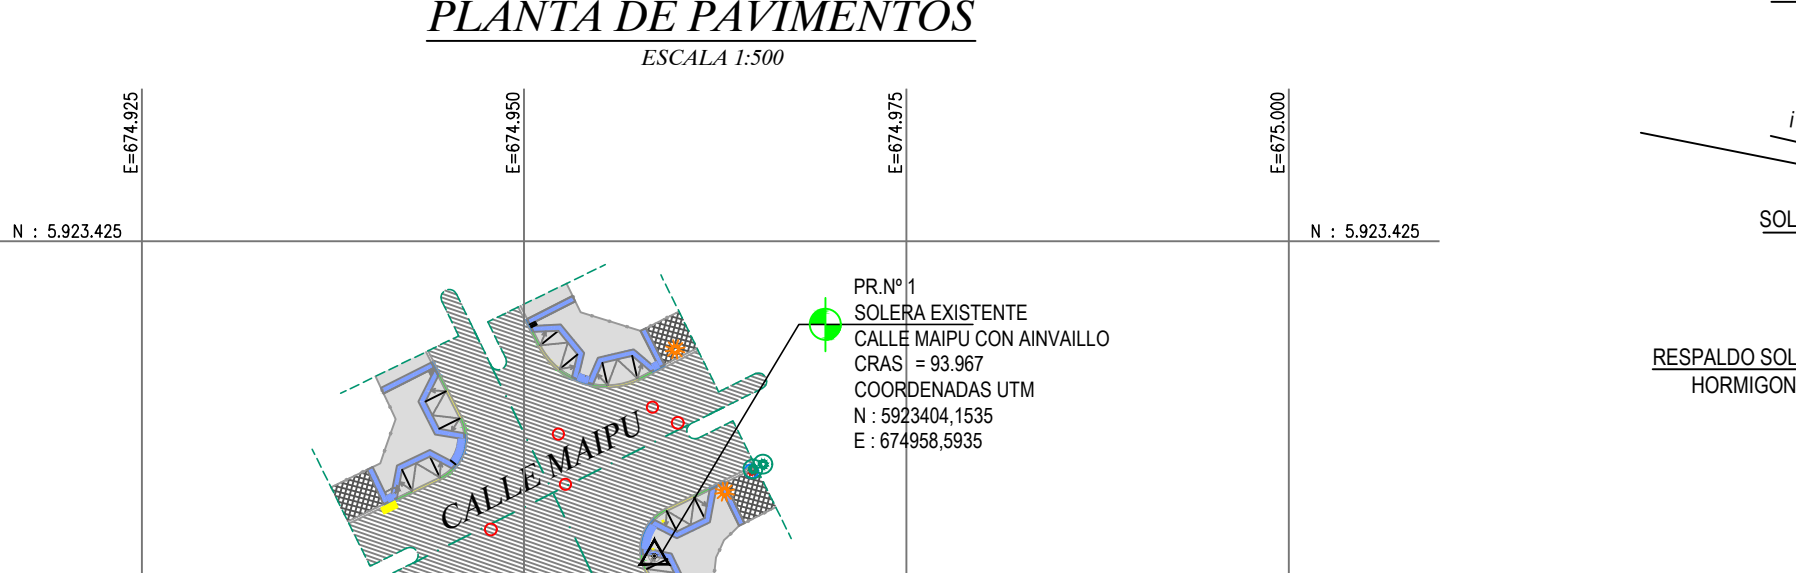 PLANTA DE PAVIMENTOS
ESCALA 1:500
E=674.925
E=674.950
E=674.975
E=675.000
i
N : 5.923.425
N : 5.923.425
SOL
PR.Nº 1
SOLERA EXISTENTE
CALLE MAIPU CON AINVAILLO
CRAS = 93.967
COORDENADAS UTM
N : 5923404,1535
E : 674958,5935
RESPALDO SOL
HORMIGON
CALLE MAIPU